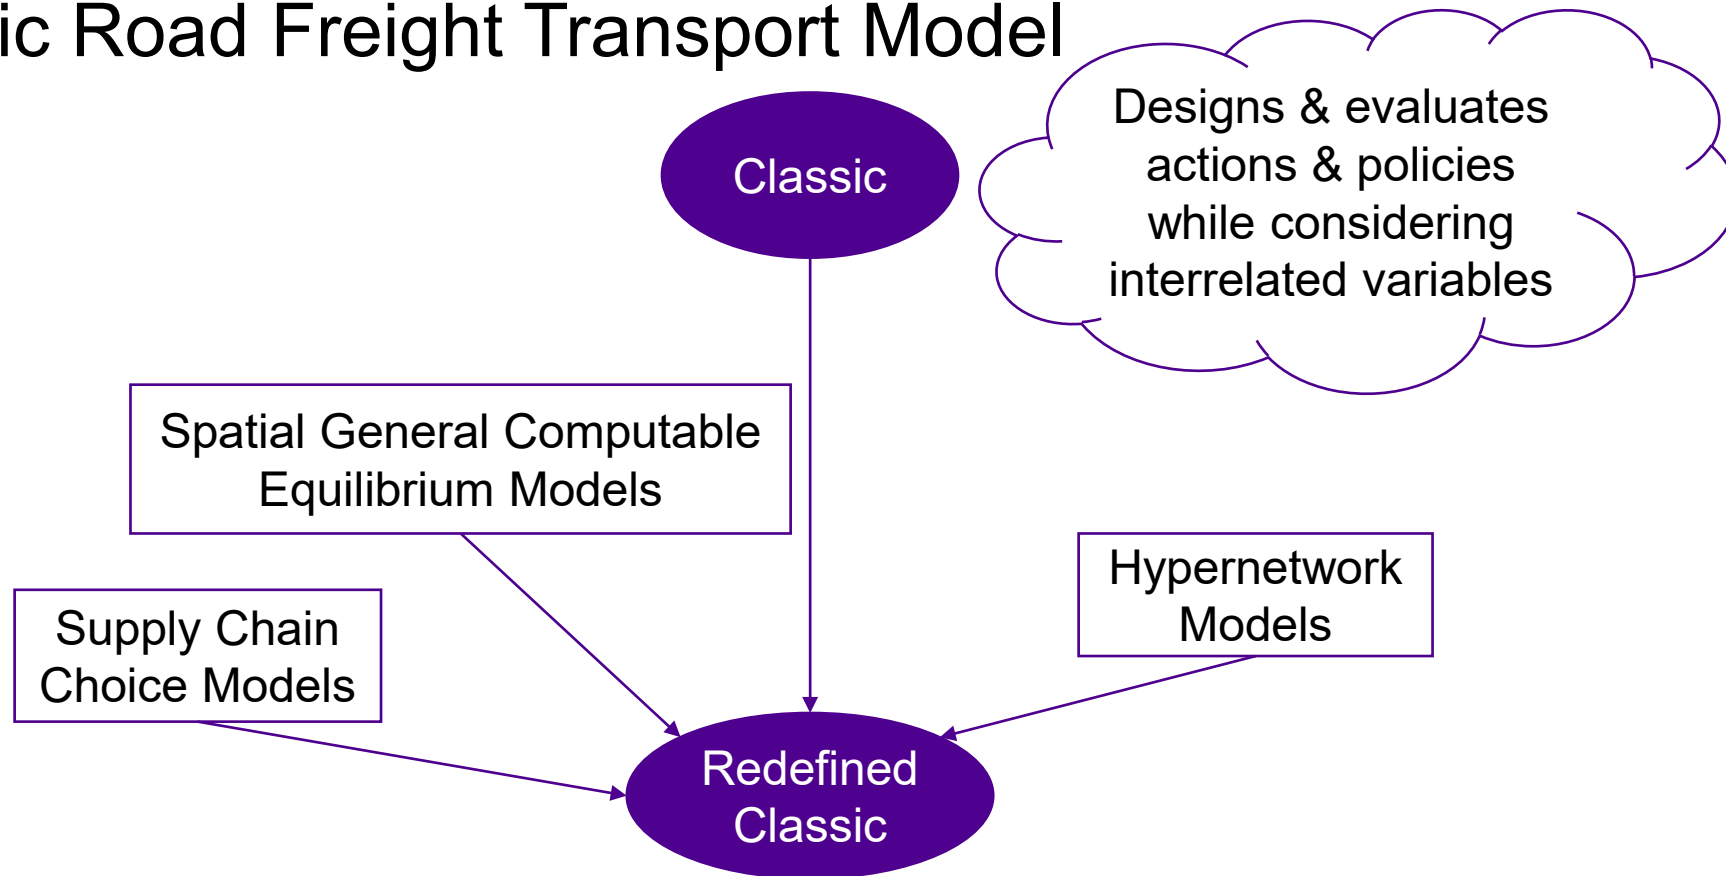 ic Road Freight Transport Model
Classic
Designs & evaluates
actions & policies
while considering
interrelated variables
Spatial General Computable
Equilibrium Models
Supply Chain
Choice Models
Hypernetwork
Models
Redefined
Classic